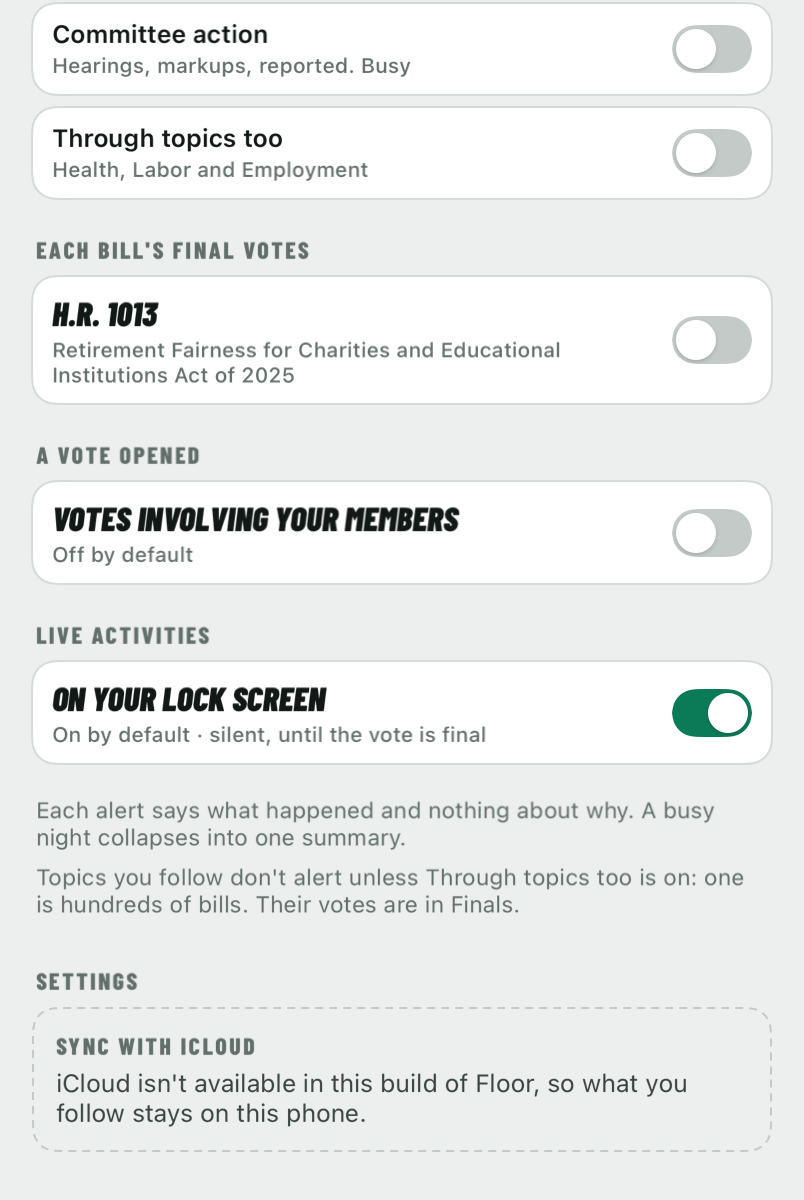 Committee action
Hearings, markups, reported. Busy
Through topics too
Health, Labor and Employment
EACH BILL'S FINAL VOTES
H.R. 1013
Retirement Fairness for Charities and Educational
Institutions Act of 2025
A VOTE OPENED
VOTES INVOLVING YOUR MEMBERS
Off by default
LIVE ACTIVITIES
ON YOUR LOCK SCREEN
On by default · silent, until the vote is final
Each alert says what happened and nothing about why. A busy
night collapses into one summary.
Topics you follow don't alert unless Through topics too is on: one
is hundreds of bills. Their votes are in Finals.
SETTINGS
SYNC WITH ICLOUD
iCloud isn't available in this build of Floor, so what you
follow stays on this phone.